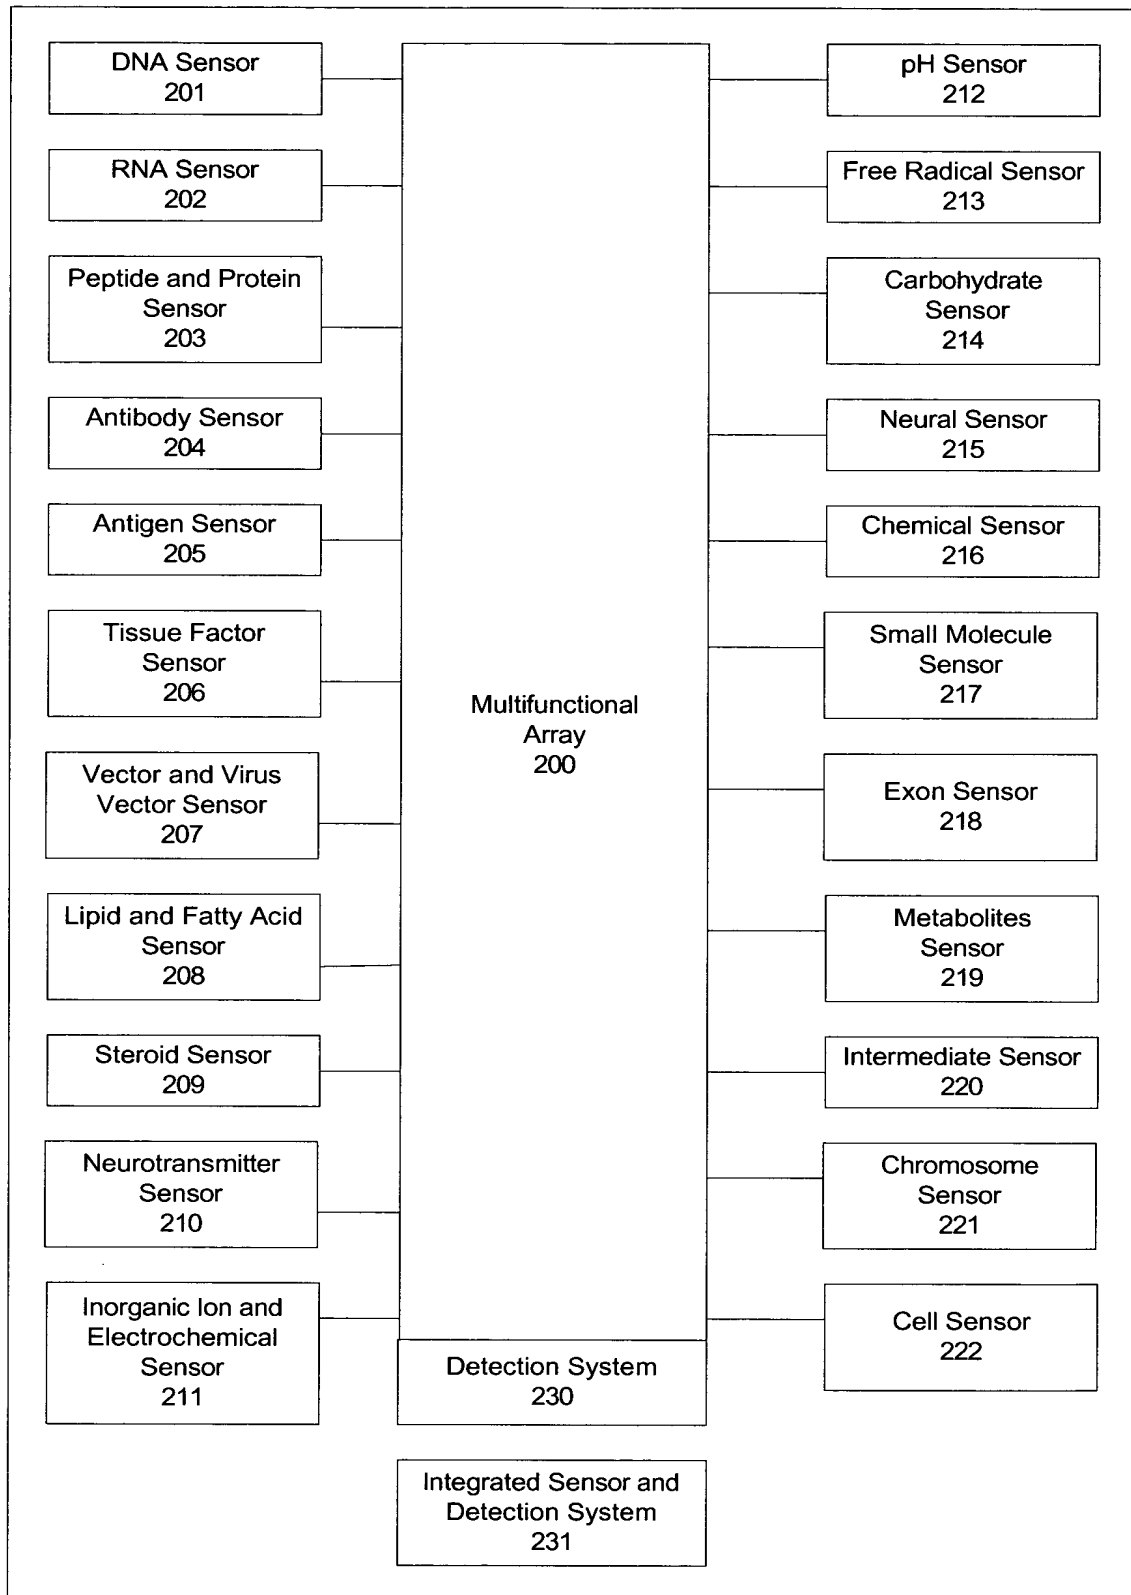 DNA Sensor
201
RNA Sensor
202
Peptide and Protein
Sensor
203
Antibody Sensor
204
Antigen Sensor
205
Tissue Factor
Sensor
206
Vector and Virus
Vector Sensor
207
Lipid and Fatty Acid
Sensor
208
Steroid Sensor
209
Neurotransmitter
Sensor
210
Inorganic Ion and
Electrochemical
Sensor
211
Multifunctional
Array
200
Detection System
230
Integrated Sensor and
Detection System
231
pH Sensor
212
Free Radical Sensor
213
Carbohydrate
Sensor
214
Neural Sensor
215
Chemical Sensor
216
Small Molecule
Sensor
217
Exon Sensor
218
Metabolites
Sensor
219
Intermediate Sensor
220
Chromosome
Sensor
221
Cell Sensor
222